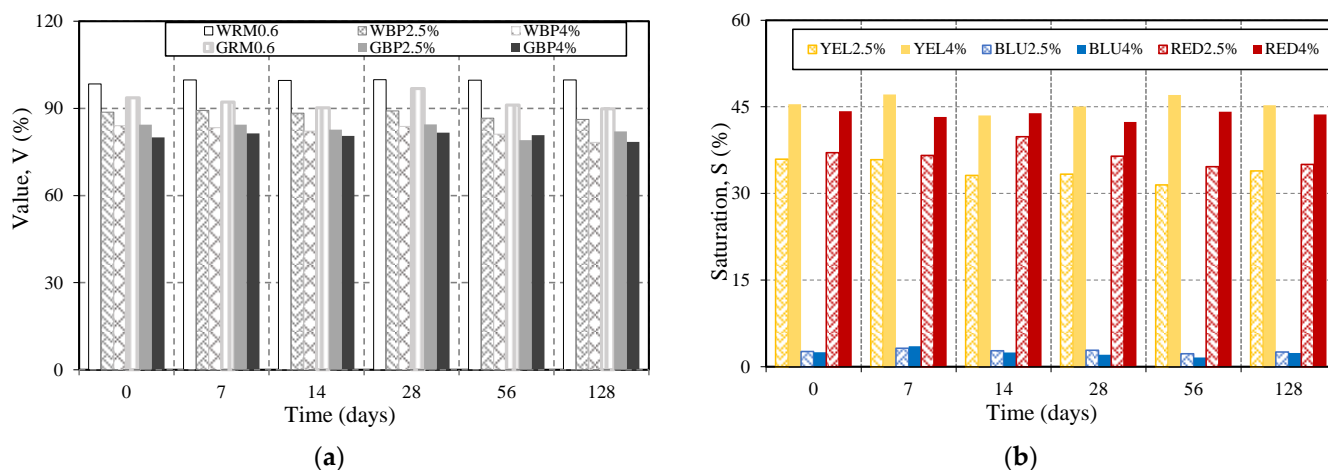 120
90
60
30
0
Value, V (%)
WRM0.6 WBP2.5% WBP4%
GRM0.6 GBP2.5% GBP4%
0 7 14 28 56 128
Time (days)
(a)
60
45
30
15
0
Saturation, S (%)
YEL2.5% YEL4% BLU2.5% BLU4% RED2.5% RED4%
0 7 14 28 56 128
Time (days)
(b)